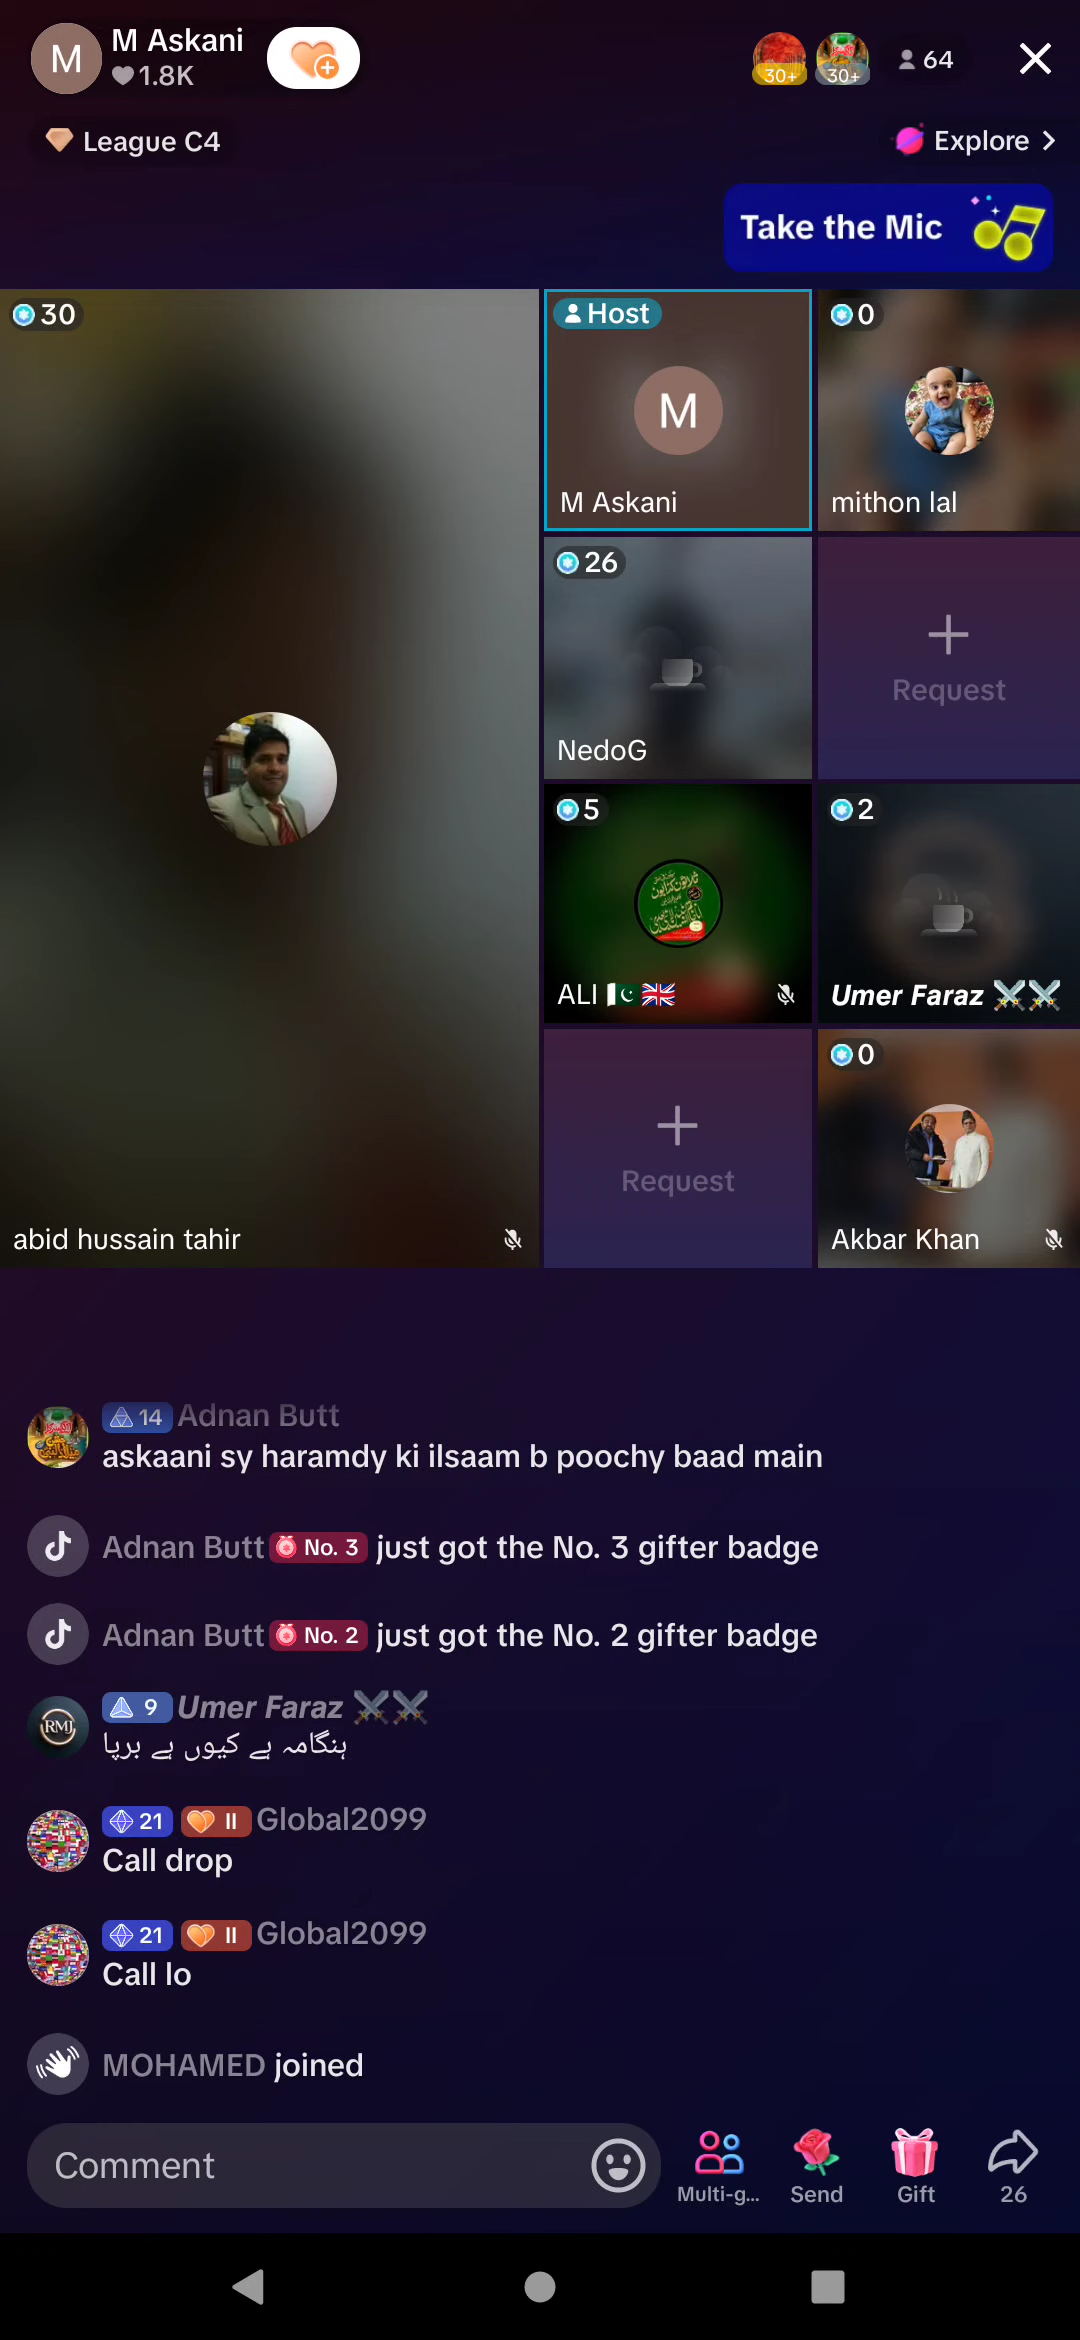 M
M Askani
1.8K
30+
30+
64
League C4
Explore
Take the Mic
30
Host
M
M Askani
0
mithon lal
26
NedoG
Request
5
ALI 🇵🇰🇬🇧
2
Umer Faraz ⚔️⚔️
Request
0
Akbar Khan
abid hussain tahir
14 Adnan Butt
askaani sy haramdy ki ilsaam b poochy baad main
Adnan Butt No. 3 just got the No. 3 gifter badge
Adnan Butt No. 2 just got the No. 2 gifter badge
RMJ
9 Umer Faraz ⚔️⚔️
ہنگامہ ہے کیوں ہے برپا
21 II Global2099
Call drop
21 II Global2099
Call lo
MOHAMED joined
Comment
Multi-g...
Send
Gift
26